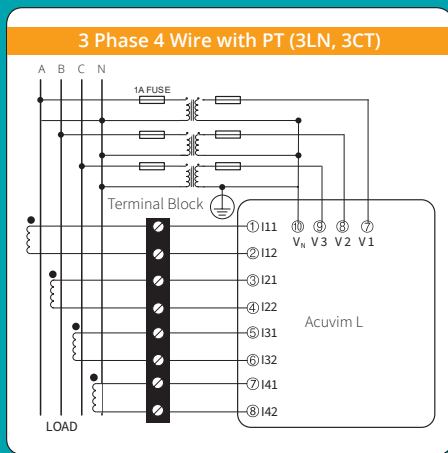 3 Phase 4 Wire with PT (3LN, 3CT)
A B C N
1A FUSE
Terminal Block
⑩ ⑨ ⑧ ⑦
VN V3 V2 V1
① I11
② I12
③ I21
④ I22
⑤ I31
⑥ I32
⑦ I41
⑧ I42
Acuvim L
LOAD